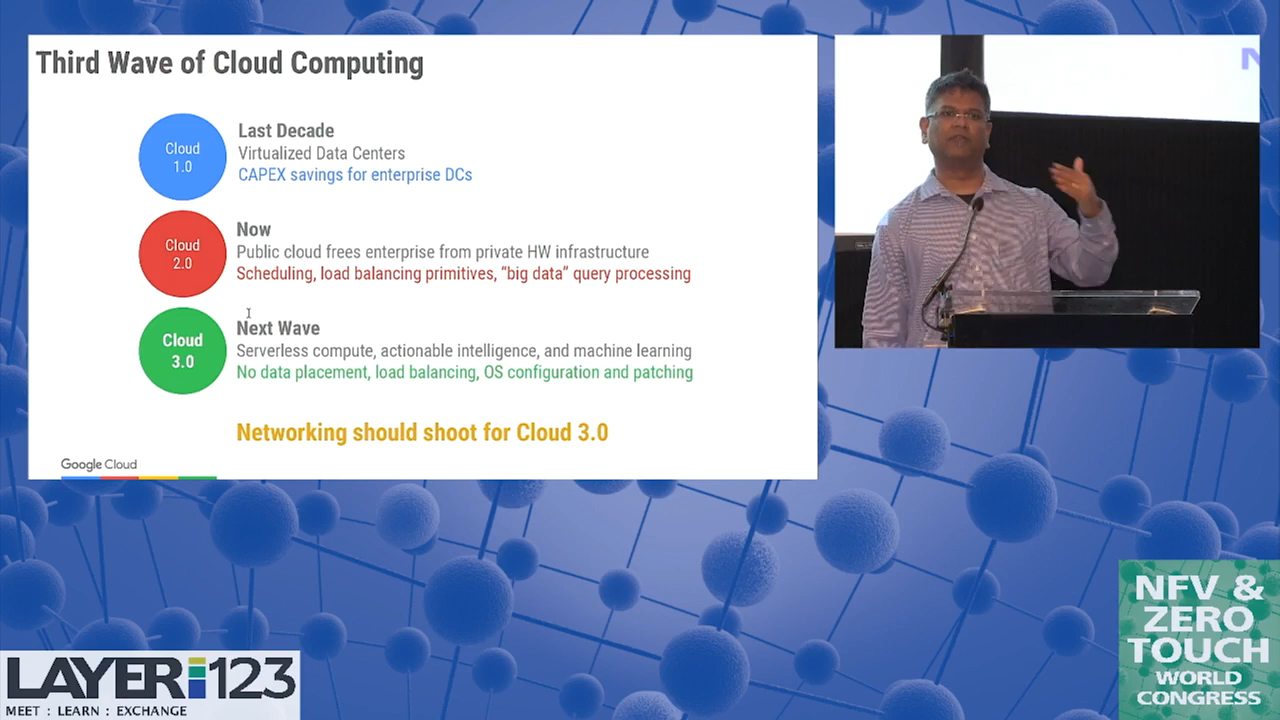 Third Wave of Cloud Computing
Cloud
1.0
Last Decade
Virtualized Data Centers
CAPEX savings for enterprise DCs
Cloud
2.0
Now
Public cloud frees enterprise from private HW infrastructure
Scheduling, load balancing primitives, “big data” query processing
Cloud
3.0
Next Wave
Serverless compute, actionable intelligence, and machine learning
No data placement, load balancing, OS configuration and patching
Networking should shoot for Cloud 3.0
Google Cloud
N
LAYER123
MEET : LEARN : EXCHANGE
NFV &
ZERO
TOUCH
WORLD
CONGRESS